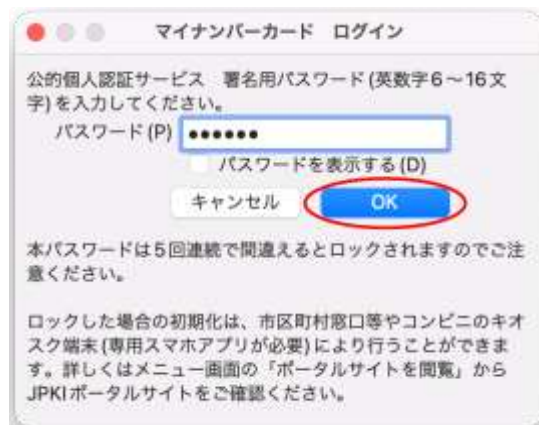 マイナンバーカード ログイン
公的個人認証サービス 署名用パスワード(英数字6～16文
字)を入力してください。
パスワード(P) ●●●●●●
パスワードを表示する(D)
キャンセル OK
本パスワードは5回連続で間違えるとロックされますのでご注
意ください。
ロックした場合の初期化は、市区町村窓口等やコンビニのキオ
スク端末(専用スマホアプリが必要)により行うことができま
す。詳しくはメニュー画面の「ポータルサイトを閲覧」から
JPKIポータルサイトをご確認ください。